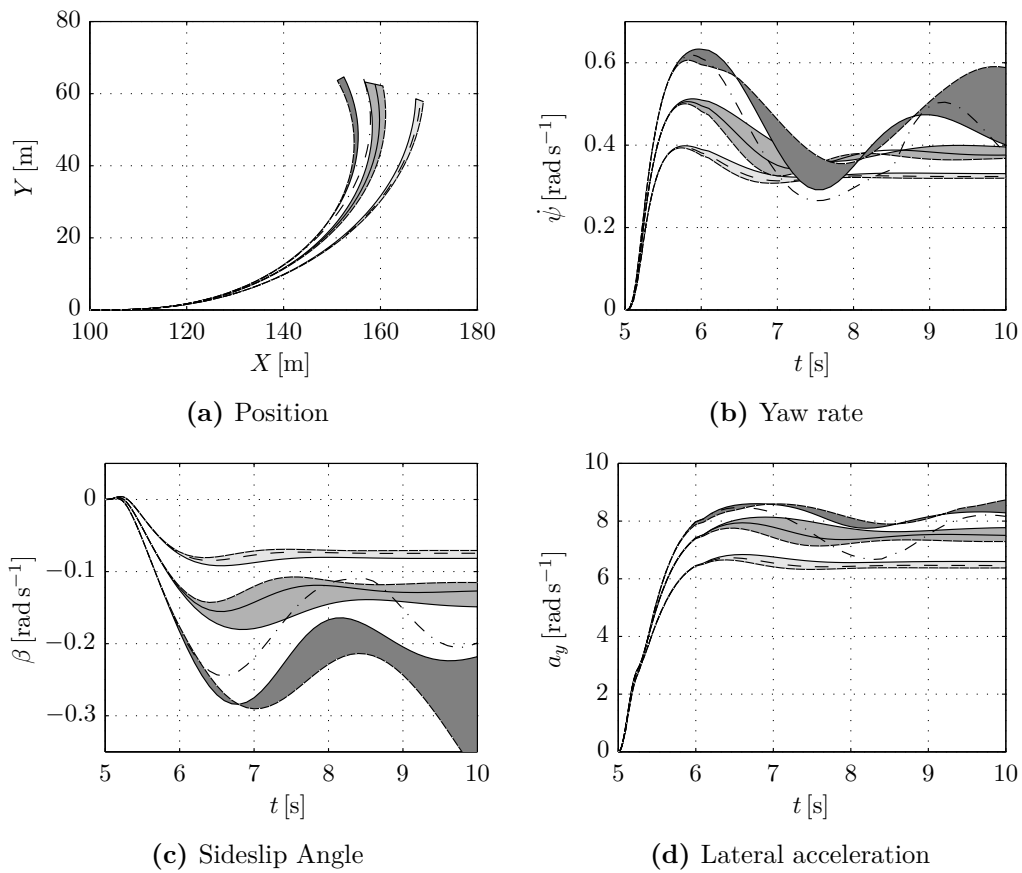 80
60
40
20
0
Y [m]
100 120 140 160 180
X [m]
(a) Position
0.6
0.4
0.2
0
ψ̇ [rad s⁻¹]
5 6 7 8 9 10
t [s]
(b) Yaw rate
0
−0.1
−0.2
−0.3
β [rad s⁻¹]
5 6 7 8 9 10
t [s]
(c) Sideslip Angle
10
8
6
4
2
0
a_y [rad s⁻¹]
5 6 7 8 9 10
t [s]
(d) Lateral acceleration